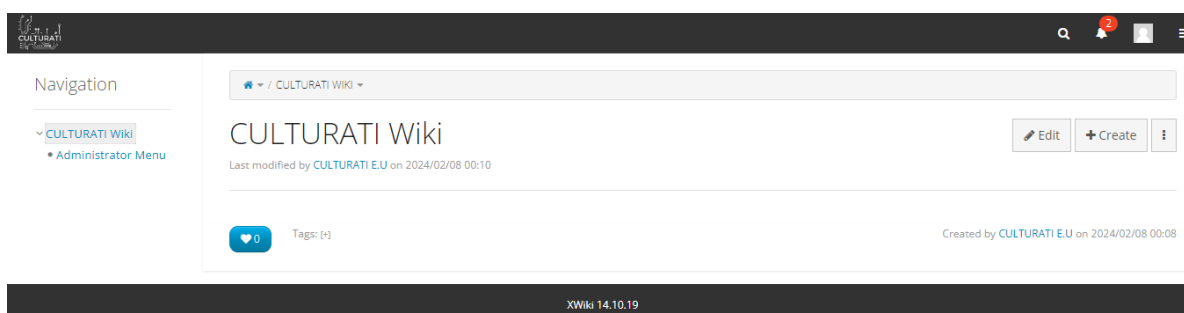 CULTURATI
2
Navigation
/ CULTURATI WIKI
CULTURATI Wiki
Administrator Menu
CULTURATI Wiki
Edit
Create
Last modified by CULTURATI E.U on 2024/02/08 00:10
0
Tags: [+]
Created by CULTURATI E.U on 2024/02/08 00:08
XWiki 14.10.19